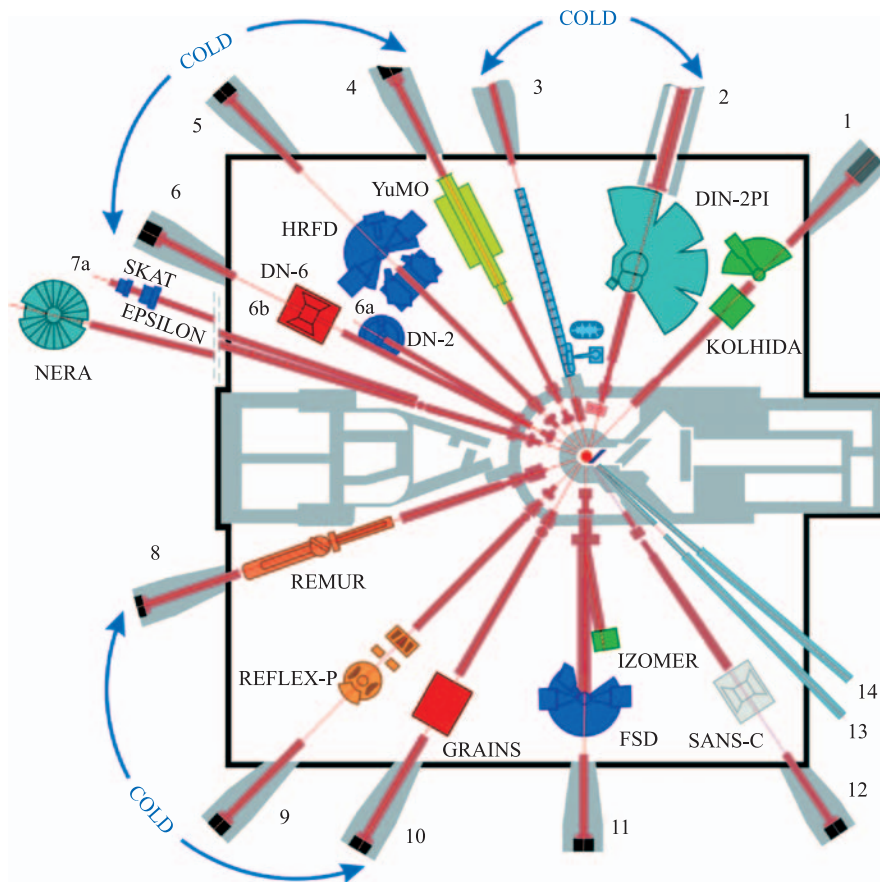 COLD
COLD
4
3
2
5
1
YuMO
DIN-2PI
6
HRFD
7a
SKAT
DN-6
6b
6a
EPSILON
DN-2
KOLHIDA
NERA
8
REMUR
IZOMER
REFLEX-P
14
GRAINS
FSD
SANS-C
13
COLD
12
9
10
11